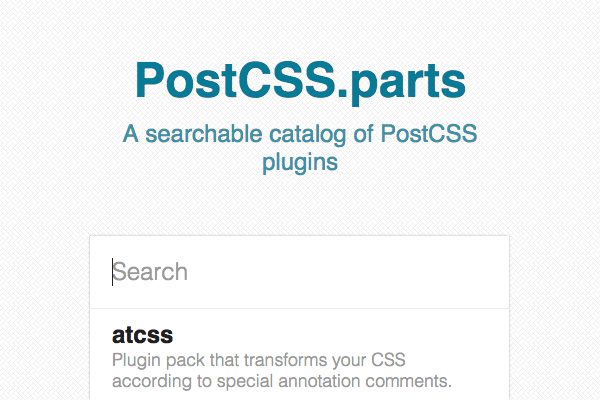 PostCSS.parts
A searchable catalog of PostCSS
plugins
Search
atcss
Plugin pack that transforms your CSS
according to special annotation comments.